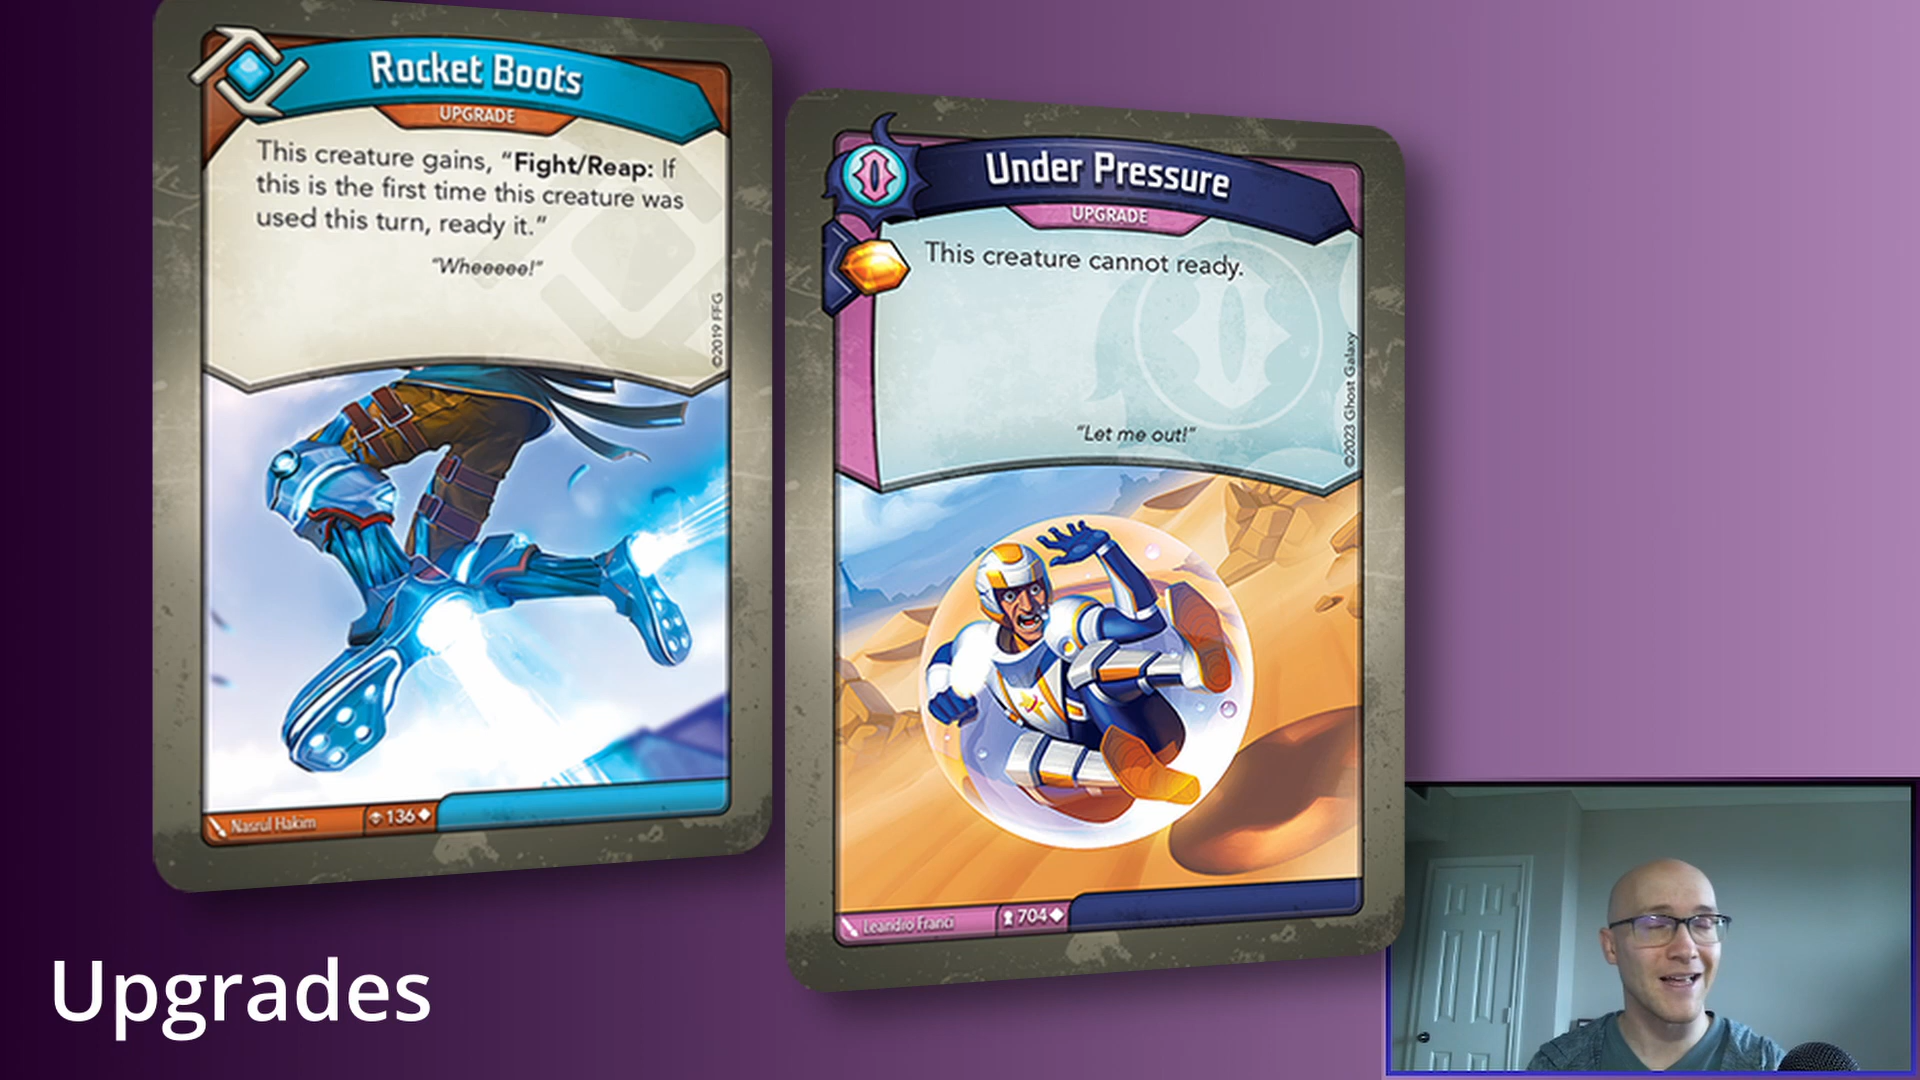 Rocket Boots
UPGRADE
This creature gains, “Fight/Reap: If
this is the first time this creature was
used this turn, ready it.”
“Wheeeee!”
©2019 FFG
Nasrul Hakim
136
Under Pressure
UPGRADE
This creature cannot ready.
“Let me out!”
©2023 Ghost Galaxy
Leandro Franci
704
Upgrades